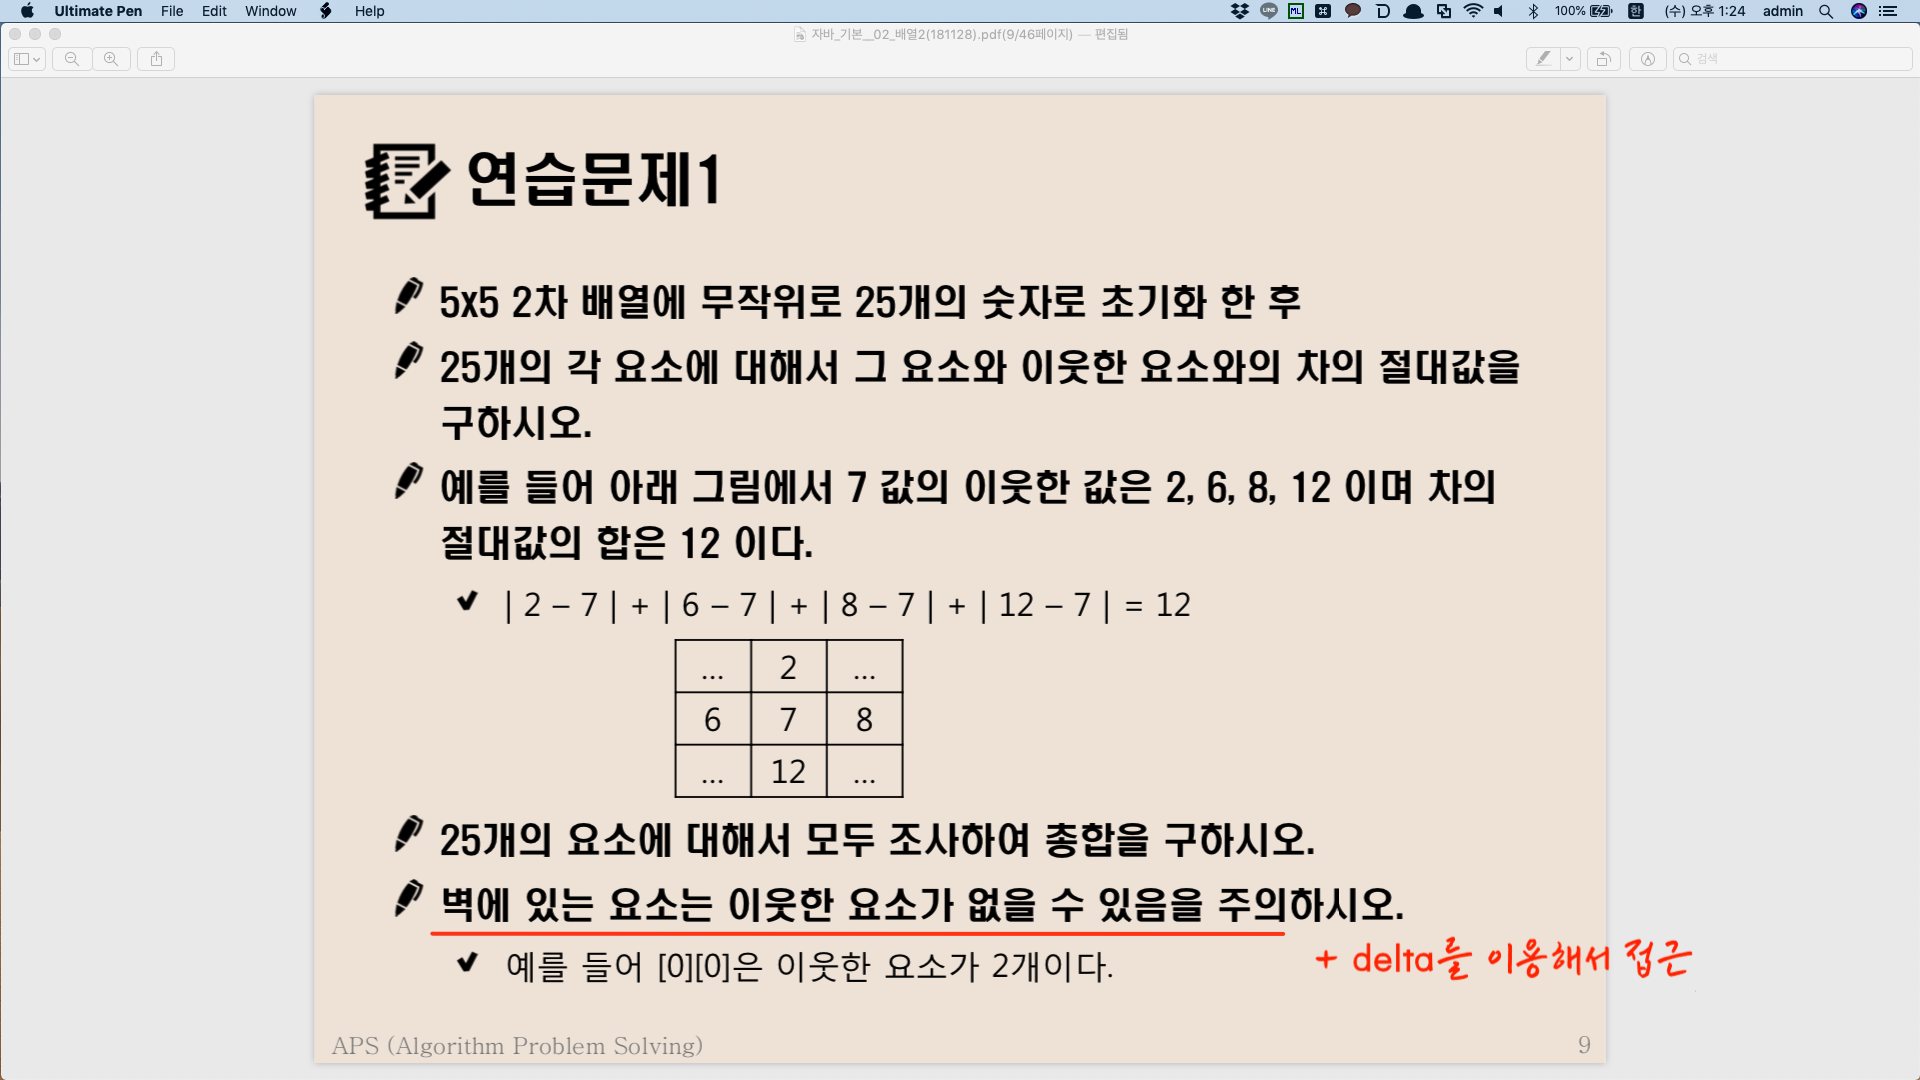 Ultimate Pen File Edit Window Help 100% 한 (수) 오후 1:24 admin
자바_기본__02_배열2(181128).pdf(9/46페이지) — 편집됨
검색
연습문제1
5x5 2차 배열에 무작위로 25개의 숫자로 초기화 한 후
25개의 각 요소에 대해서 그 요소와 이웃한 요소와의 차의 절대값을
구하시오.
예를 들어 아래 그림에서 7 값의 이웃한 값은 2, 6, 8, 12 이며 차의
절대값의 합은 12 이다.
| 2 – 7 | + | 6 – 7 | + | 8 – 7 | + | 12 – 7 | = 12
... 2 ...
6 7 8
... 12 ...
25개의 요소에 대해서 모두 조사하여 총합을 구하시오.
벽에 있는 요소는 이웃한 요소가 없을 수 있음을 주의하시오.
예를 들어 [0][0]은 이웃한 요소가 2개이다.
+ delta를 이용해서 접근
APS (Algorithm Problem Solving)
9